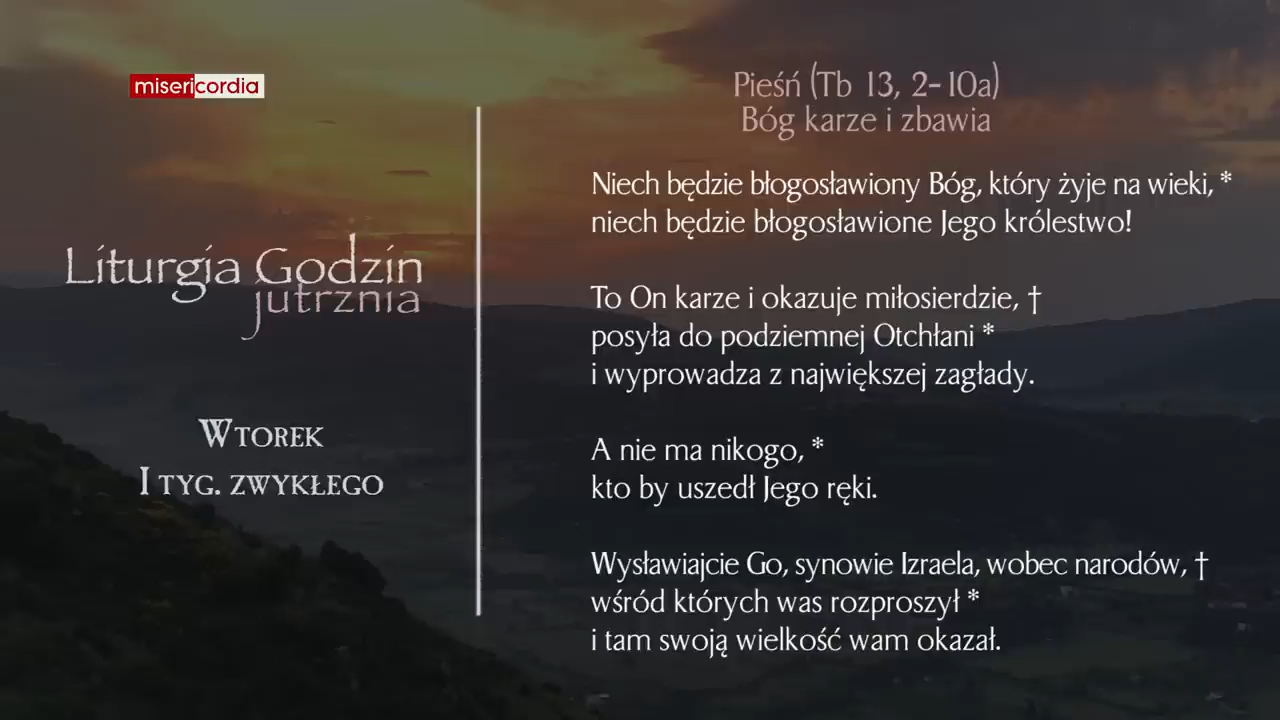 misericordia
Liturgia Godzin
jutrznia
Wtorek
I tyg. zwykłego
Pieśń (Tb 13, 2-10a)
Bóg karze i zbawia
Niech będzie błogosławiony Bóg, który żyje na wieki, *
niech będzie błogosławione Jego królestwo!
To On karze i okazuje miłosierdzie, †
posyła do podziemnej Otchłani *
i wyprowadza z największej zagłady.
A nie ma nikogo, *
kto by uszedł Jego ręki.
Wysławiajcie Go, synowie Izraela, wobec narodów, †
wśród których was rozproszył *
i tam swoją wielkość wam okazał.